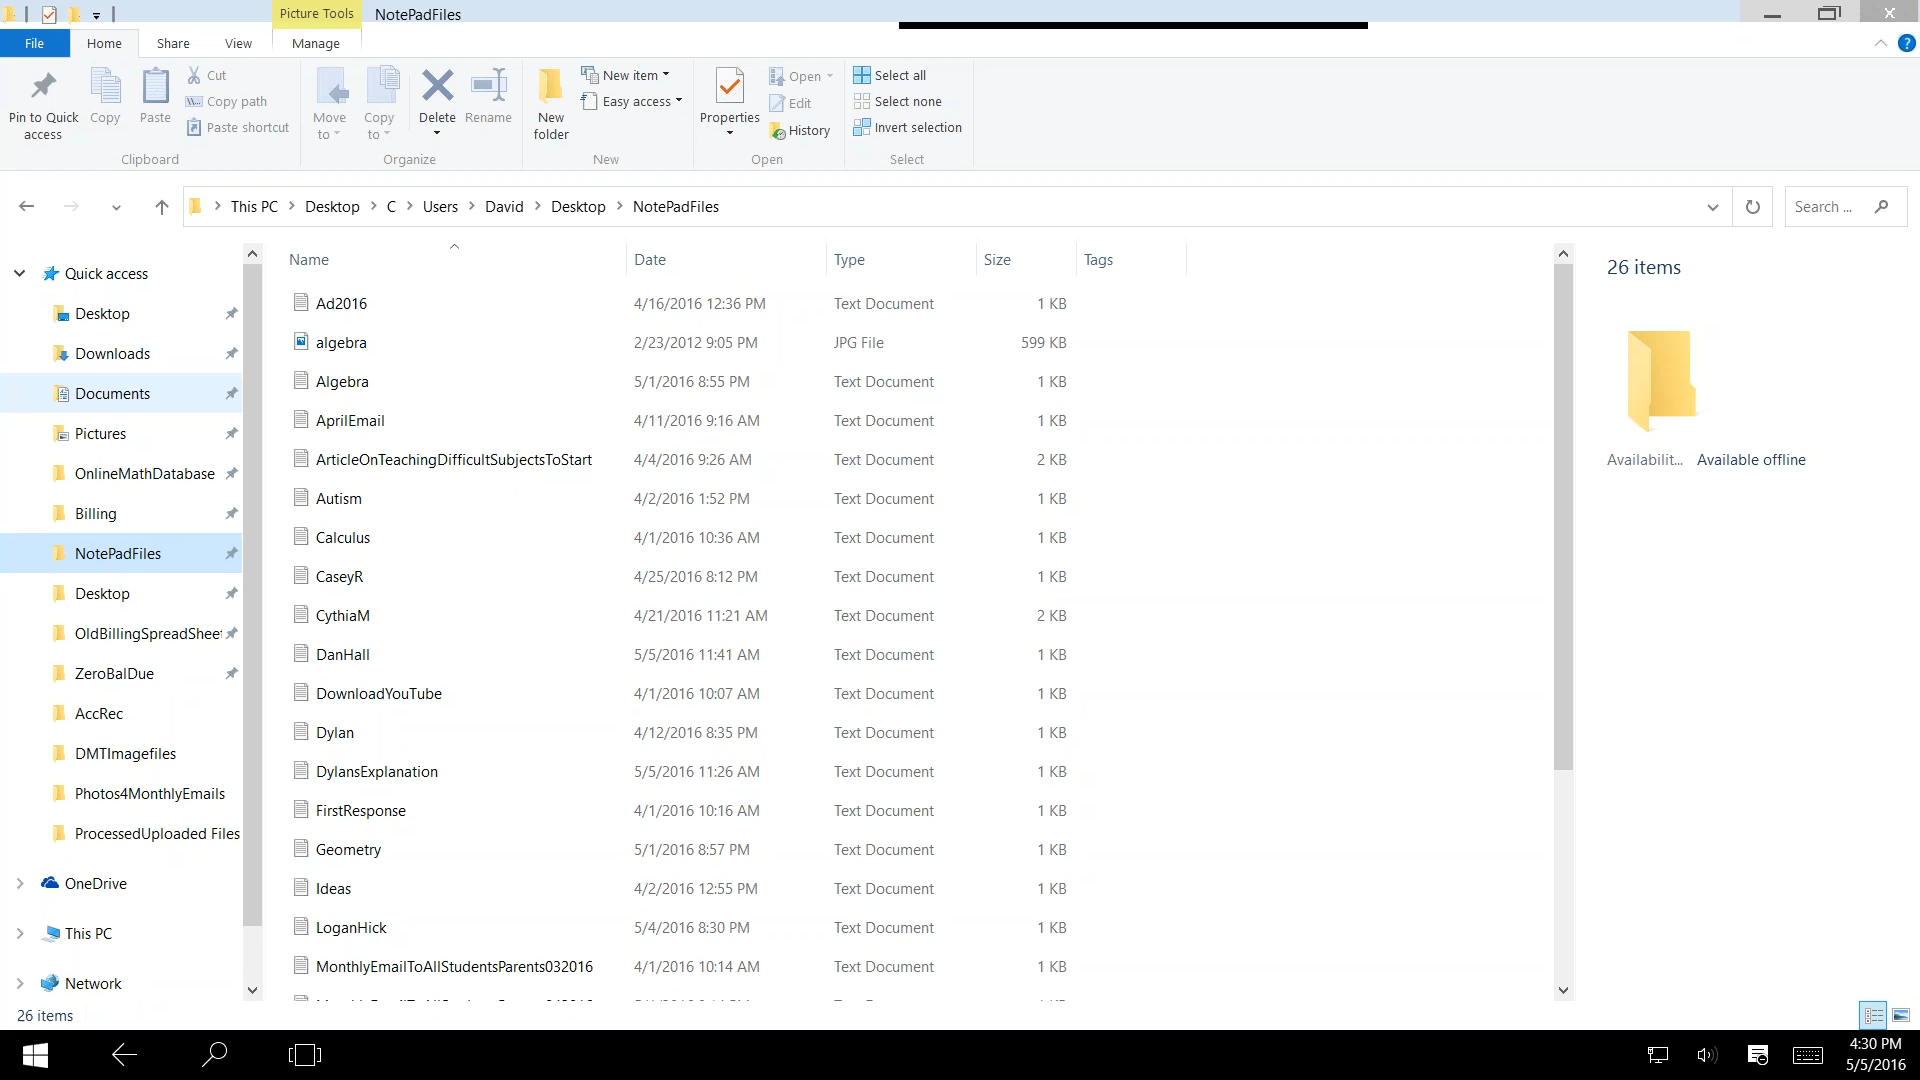 Picture Tools NotePadFiles
File Home Share View Manage
Pin to Quick access
Copy
Paste
Cut
Copy path
Paste shortcut
Clipboard
Move to
Copy to
Delete
Rename
Organize
New folder
New item
Easy access
New
Properties
Open
Edit
History
Open
Select all
Select none
Invert selection
Select
This PC Desktop C Users David Desktop NotePadFiles
Search ...
Quick access
Desktop
Downloads
Documents
Pictures
OnlineMathDatabase
Billing
NotePadFiles
Desktop
OldBillingSpreadSheet
ZeroBalDue
AccRec
DMTImagefiles
Photos4MonthlyEmails
ProcessedUploaded Files
OneDrive
This PC
Network
Name Date Type Size Tags
Ad2016 4/16/2016 12:36 PM Text Document 1 KB
algebra 2/23/2012 9:05 PM JPG File 599 KB
Algebra 5/1/2016 8:55 PM Text Document 1 KB
AprilEmail 4/11/2016 9:16 AM Text Document 1 KB
ArticleOnTeachingDifficultSubjectsToStart 4/4/2016 9:26 AM Text Document 2 KB
Autism 4/2/2016 1:52 PM Text Document 1 KB
Calculus 4/1/2016 10:36 AM Text Document 1 KB
CaseyR 4/25/2016 8:12 PM Text Document 1 KB
CythiaM 4/21/2016 11:21 AM Text Document 2 KB
DanHall 5/5/2016 11:41 AM Text Document 1 KB
DownloadYouTube 4/1/2016 10:07 AM Text Document 1 KB
Dylan 4/12/2016 8:35 PM Text Document 1 KB
DylansExplanation 5/5/2016 11:26 AM Text Document 1 KB
FirstResponse 4/1/2016 10:16 AM Text Document 1 KB
Geometry 5/1/2016 8:57 PM Text Document 1 KB
Ideas 4/2/2016 12:55 PM Text Document 1 KB
LoganHick 5/4/2016 8:30 PM Text Document 1 KB
MonthlyEmailToAllStudentsParents032016 4/1/2016 10:14 AM Text Document 1 KB
26 items
Availabilit... Available offline
26 items
4:30 PM
5/5/2016